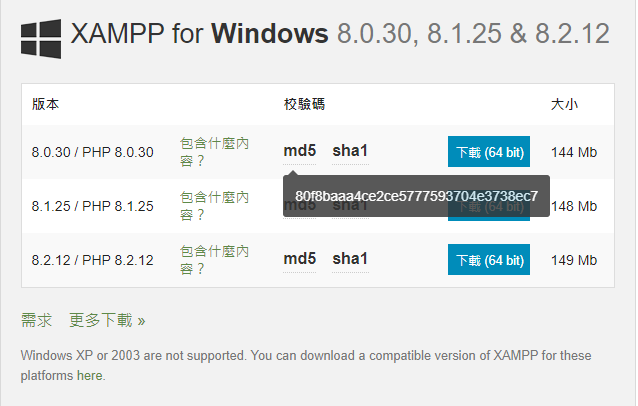 XAMPP for Windows 8.0.30, 8.1.25 & 8.2.12
版本 校驗碼 大小
8.0.30 / PHP 8.0.30 包含什麼內容？ md5 sha1 下載 (64 bit) 144 Mb
80f8baaa4ce2ce5777593704e3738ec7
8.1.25 / PHP 8.1.25 包含什麼內容？ md5 sha1 下載 (64 bit) 148 Mb
8.2.12 / PHP 8.2.12 包含什麼內容？ md5 sha1 下載 (64 bit) 149 Mb
需求 更多下載 »
Windows XP or 2003 are not supported. You can download a compatible version of XAMPP for these
platforms here.